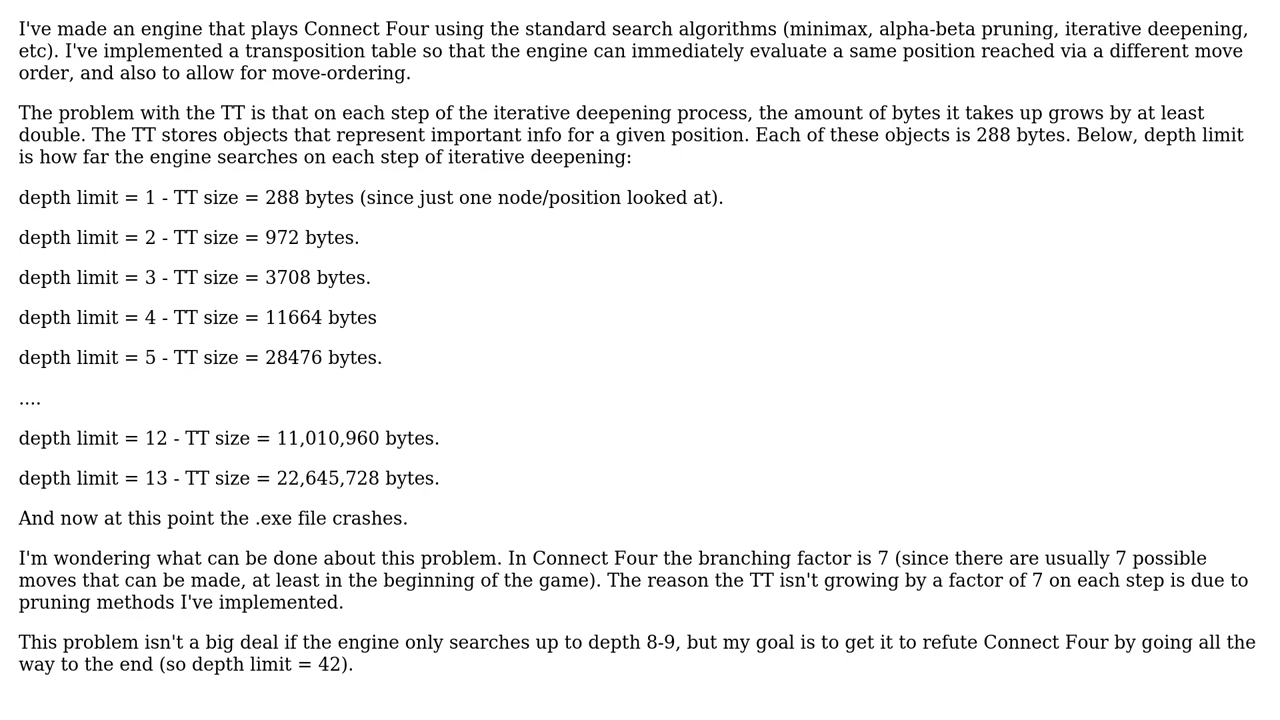 I've made an engine that plays Connect Four using the standard search algorithms (minimax, alpha-beta pruning, iterative deepening,
etc). I've implemented a transposition table so that the engine can immediately evaluate a same position reached via a different move
order, and also to allow for move-ordering.
The problem with the TT is that on each step of the iterative deepening process, the amount of bytes it takes up grows by at least
double. The TT stores objects that represent important info for a given position. Each of these objects is 288 bytes. Below, depth limit
is how far the engine searches on each step of iterative deepening:
depth limit = 1 - TT size = 288 bytes (since just one node/position looked at).
depth limit = 2 - TT size = 972 bytes.
depth limit = 3 - TT size = 3708 bytes.
depth limit = 4 - TT size = 11664 bytes
depth limit = 5 - TT size = 28476 bytes.
....
depth limit = 12 - TT size = 11,010,960 bytes.
depth limit = 13 - TT size = 22,645,728 bytes.
And now at this point the .exe file crashes.
I'm wondering what can be done about this problem. In Connect Four the branching factor is 7 (since there are usually 7 possible
moves that can be made, at least in the beginning of the game). The reason the TT isn't growing by a factor of 7 on each step is due to
pruning methods I've implemented.
This problem isn't a big deal if the engine only searches up to depth 8-9, but my goal is to get it to refute Connect Four by going all the
way to the end (so depth limit = 42).